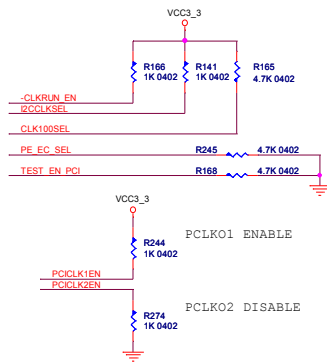 VCC3_3
R166
1K 0402
R141
1K 0402
R165
4.7K 0402
-CLKRUN_EN
I2CCLKSEL
CLK100SEL
PE_EC_SEL
R245
4.7K 0402
TEST_EN_PCI
R168
4.7K 0402
VCC3_3
R244
1K 0402
PCLKO1 ENABLE
PCICLK1EN
PCICLK2EN
R274
1K 0402
PCLKO2 DISABLE